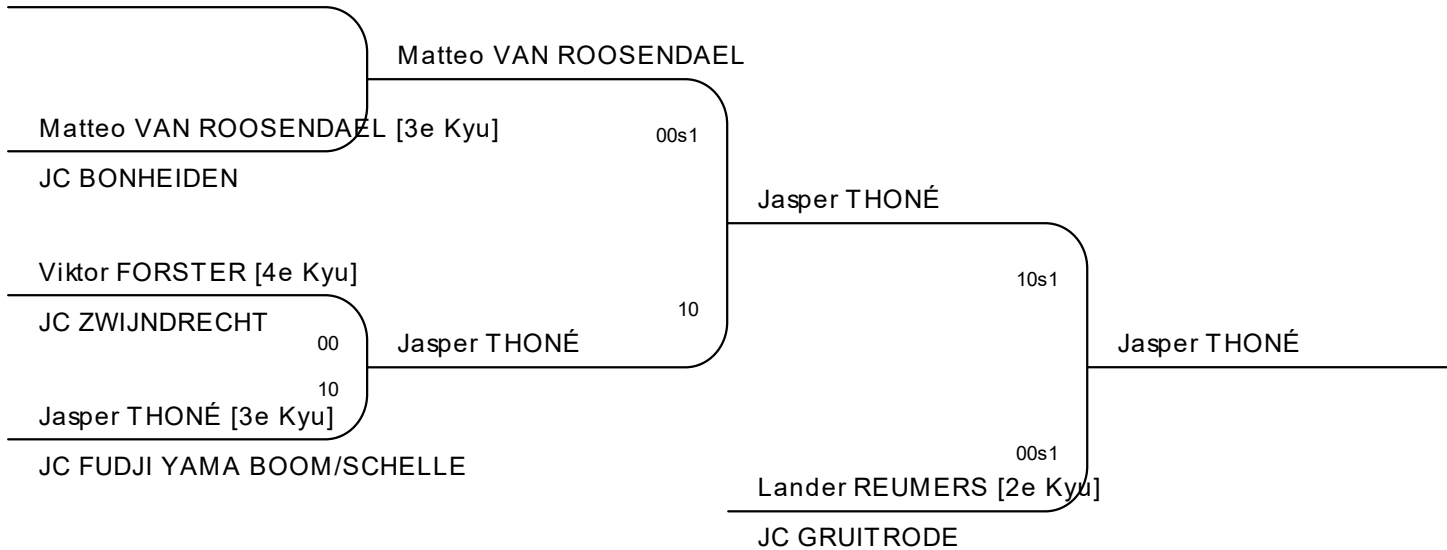 Matteo VAN ROOSENDAEL
Matteo VAN ROOSENDAEL [3e Kyu]
00s1
JC BONHEIDEN
Jasper THONÉ
Viktor FORSTER [4e Kyu]
10s1
JC ZWIJNDRECHT
10
00
Jasper THONÉ
Jasper THONÉ
10
Jasper THONÉ [3e Kyu]
00s1
JC FUDJI YAMA BOOM/SCHELLE
Lander REUMERS [2e Kyu]
JC GRUITRODE